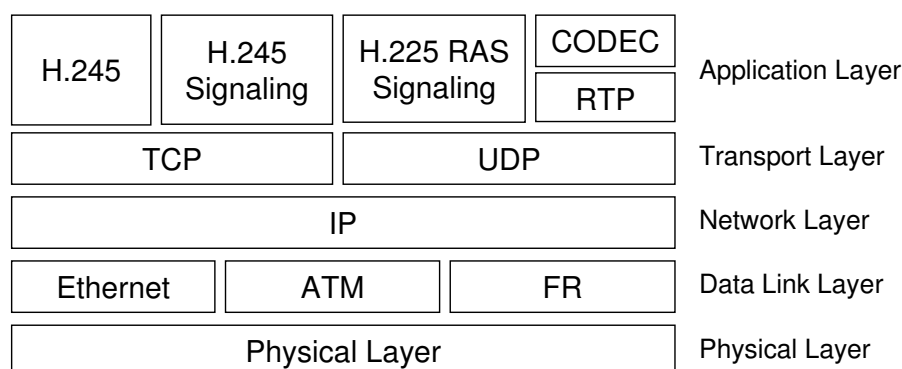 H.245
H.245
Signaling
H.225 RAS
Signaling
CODEC
RTP
Application Layer
TCP
UDP
Transport Layer
IP
Network Layer
Ethernet
ATM
FR
Data Link Layer
Physical Layer
Physical Layer